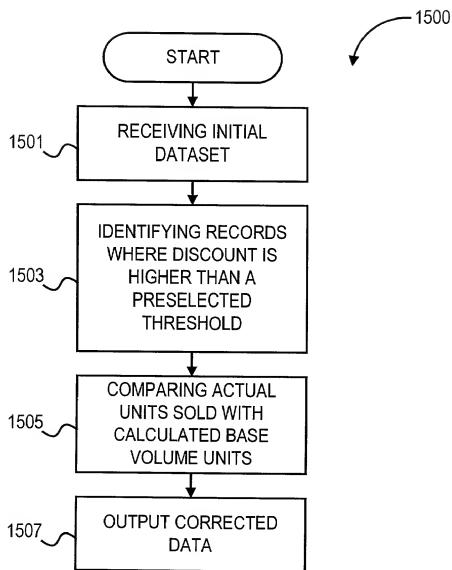 1500
START
1501
RECEIVING INITIAL
DATASET
1503
IDENTIFYING RECORDS
WHERE DISCOUNT IS
HIGHER THAN A
PRESELECTED
THRESHOLD
1505
COMPARING ACTUAL
UNITS SOLD WITH
CALCULATED BASE
VOLUME UNITS
1507
OUTPUT CORRECTED
DATA